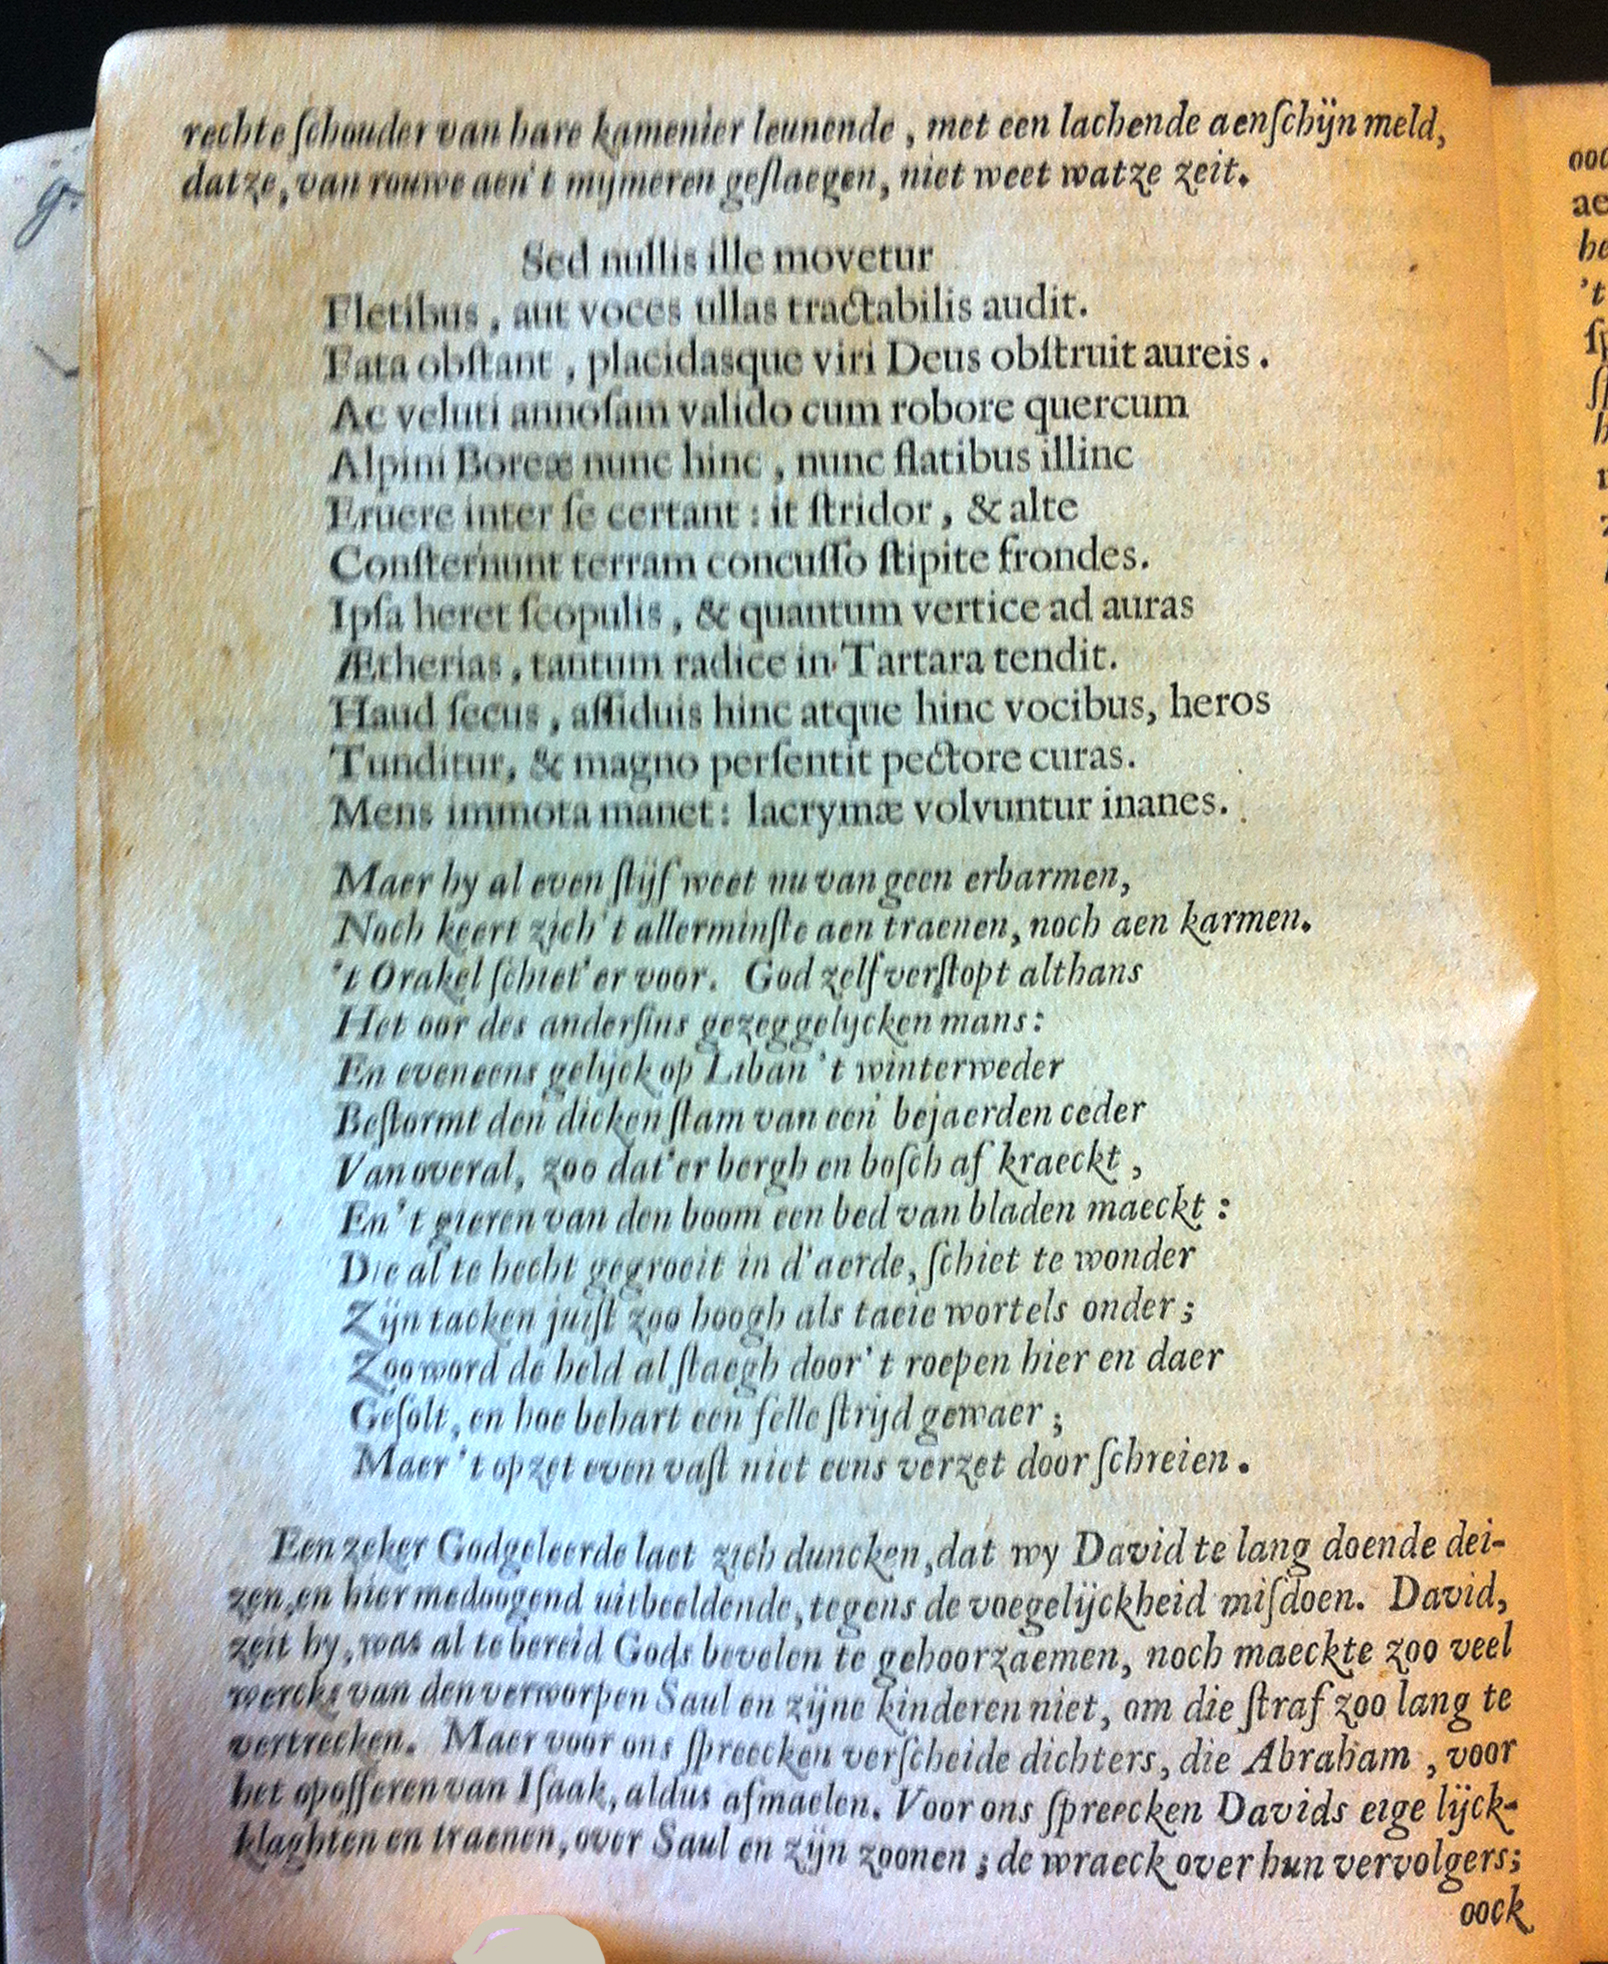 rechte ſchouder van hare kamenier leunende, met een lachende aenſchijn meld,
datze, van rouwe aen't mijmeren geſlaegen, niet weet watze zeit.
Sed nullis ille movetur
Fletibus, aut voces ullas tractabilis audit.
Fata obſtant, placidasque viri Deus obſtruit aureis.
Ac veluti annoſam valido cum robore quercum
Alpini Boreæ nunc hinc, nunc flatibus illinc
Eruere inter ſe certant: it ſtridor, & alte
Conſternunt terram concuſſo ſtipite frondes.
Ipſa heret ſcopulis, & quantum vertice ad auras
Ætherias, tantum radice in Tartara tendit.
Haud ſecus, aſſiduis hinc atque hinc vocibus, heros
Tunditur, & magno perſentit pectore curas.
Mens immota manet: lacrymæ volvuntur inanes.
Maer hy al even ſtijf weet nu van geen erbarmen,
Noch keert zich't allerminſte aen traenen, noch aen karmen.
't Orakel ſchiet'er voor. God zelf verſtopt althans
Het oor des anderſins gezeggelijcken mans:
En eveneens gelijck op Liban 't winterweder
Beſtormt den dicken ſtam van een bejaerden ceder
Van overal, zoo dat'er bergh en boſch af kraeckt,
En't gieren van den boom een bed van bladen maeckt:
Die al te hecht gegroeit in d'aerde, ſchiet te wonder
Zijn tacken juiſt zoo hoogh als taeie wortels onder;
Zoo word de held al ſtaegh door't roepen hier en daer
Geſolt, en hoe behart een felle ſtrijd gewaer;
Maer't opzet even vaſt niet eens verzet door ſchreien.
Een zeker Godgeleerde laet zich duncken, dat wy David te lang doende dei-
zen, en hier medoogend uitbeeldende, tegens de voegelijckheid miſdoen. David,
zeit hy, was al te bereid Gods bevelen te gehoorzaemen, noch maeckte zoo veel
wercks van den verworpen Saul en zijne kinderen niet, om die ſtraf zoo lang te
vertrecken. Maer voor ons ſpreecken verſcheide dichters, die Abraham, voor
het opofferen van Iſaak, aldus afmaelen. Voor ons ſpreecken Davids eige lijck-
klaghten en traenen, over Saul en zijn zoonen; de wraeck over hun vervolgers;
oock